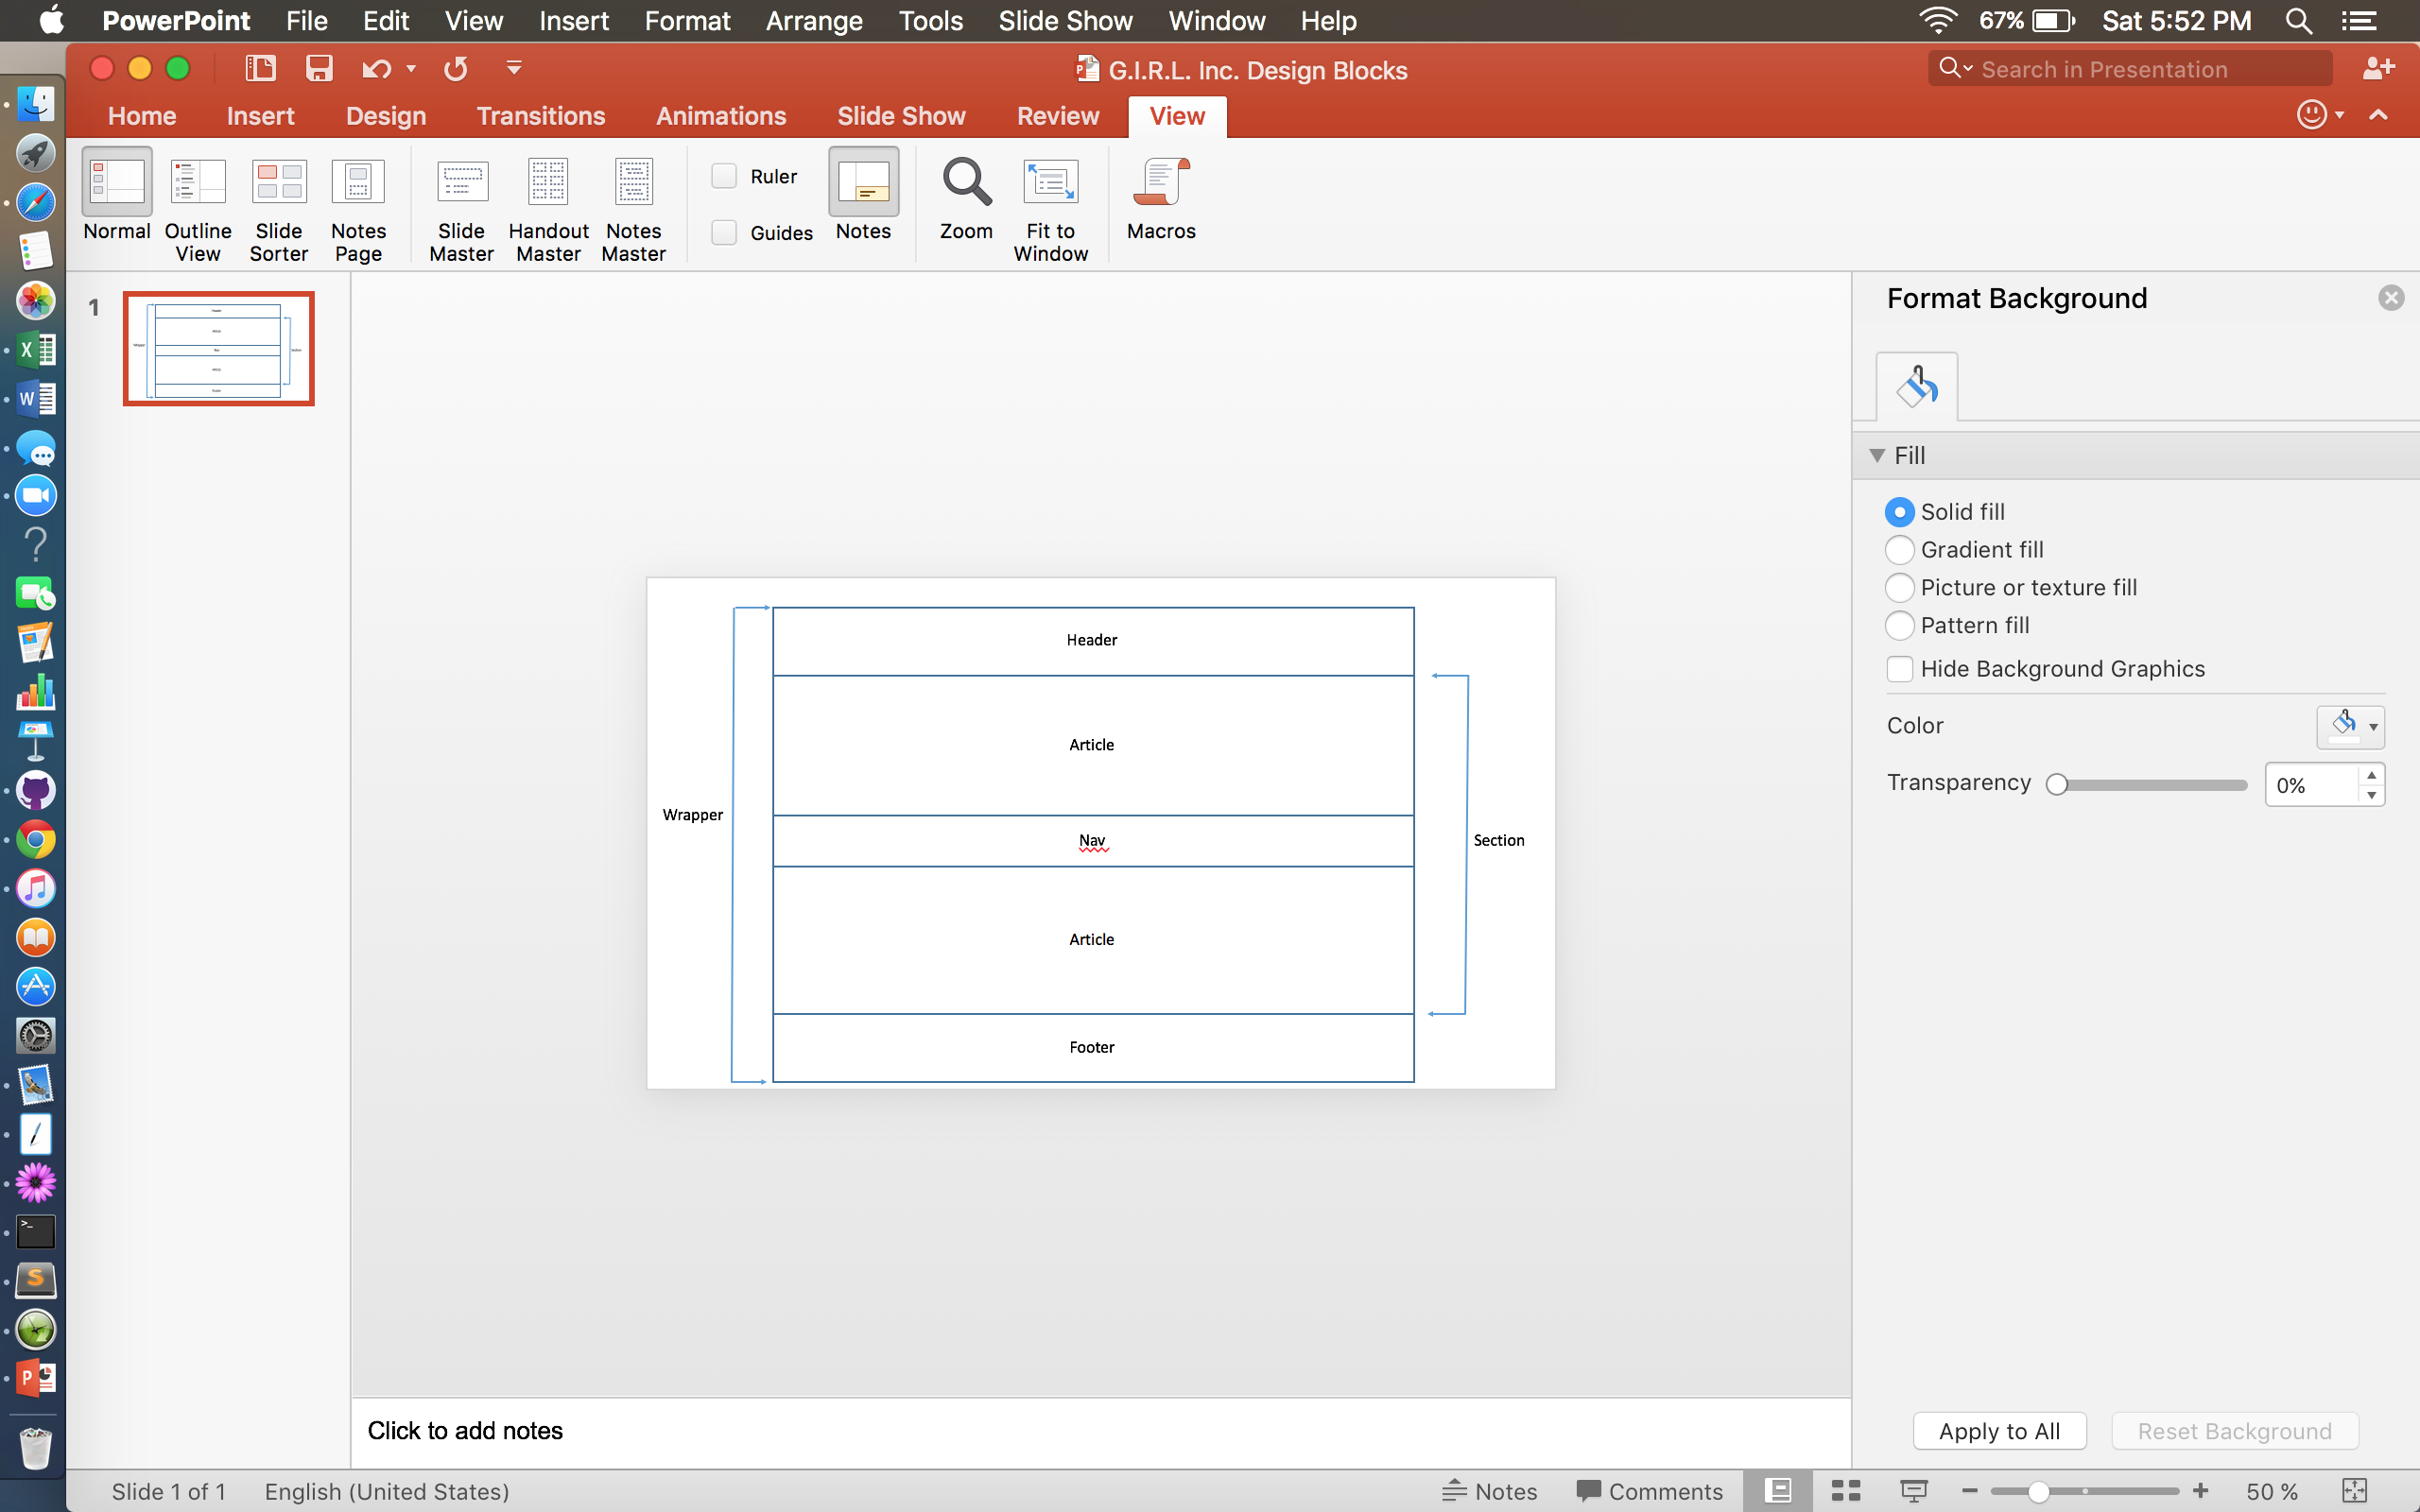 PowerPoint File Edit View Insert Format Arrange Tools Slide Show Window Help 67% Sat 5:52 PM
G.I.R.L. Inc. Design Blocks
Search in Presentation
Home Insert Design Transitions Animations Slide Show Review View
Normal Outline View Slide Sorter Notes Page Slide Master Handout Master Notes Master
Ruler
Guides
Notes Zoom Fit to Window Macros
1
Header
Article
Wrapper
Nav
Section
Article
Footer
Format Background
Fill
Solid fill
Gradient fill
Picture or texture fill
Pattern fill
Hide Background Graphics
Color
Transparency 0%
Apply to All Reset Background
Click to add notes
Slide 1 of 1 English (United States) Notes Comments 50 %